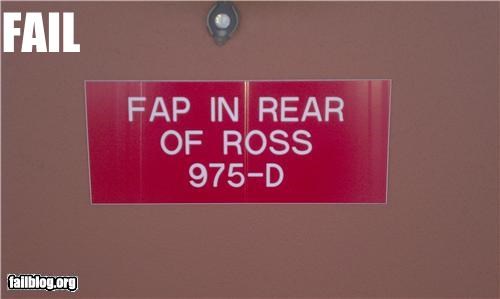 FAIL
FAP IN REAR
OF ROSS
975-D
failblog.org